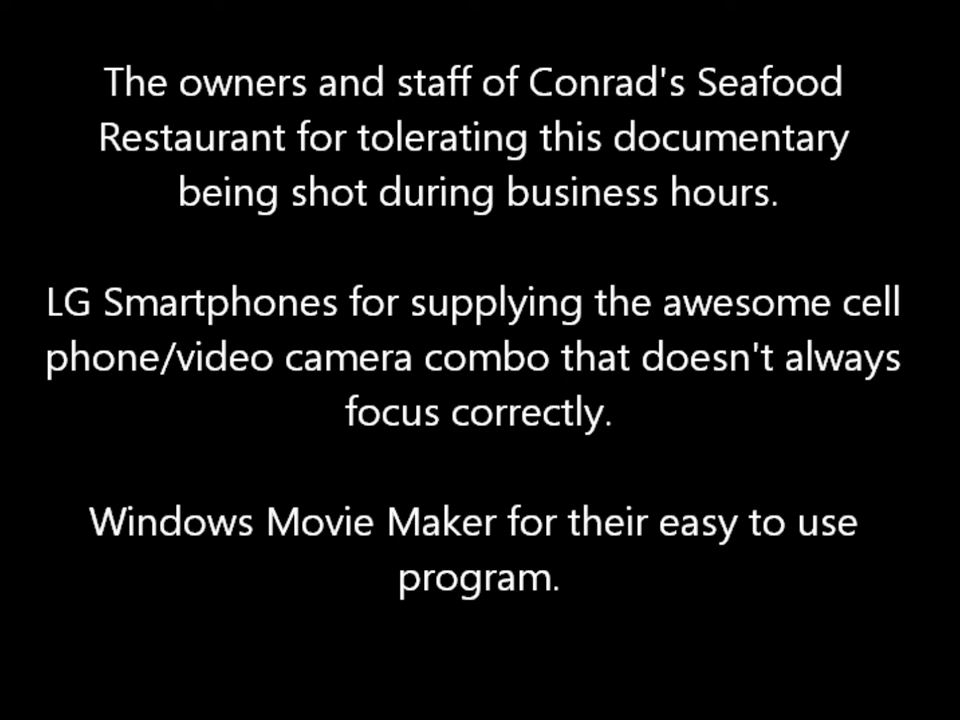 The owners and staff of Conrad's Seafood
Restaurant for tolerating this documentary
being shot during business hours.
LG Smartphones for supplying the awesome cell
phone/video camera combo that doesn't always
focus correctly.
Windows Movie Maker for their easy to use
program.